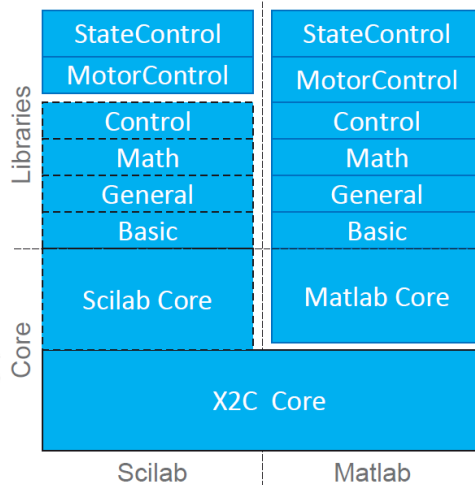 StateControl
MotorControl
Control
Math
General
Basic
Scilab Core
StateControl
MotorControl
Control
Math
General
Basic
Matlab Core
X2C Core
Libraries
Core
Scilab
Matlab